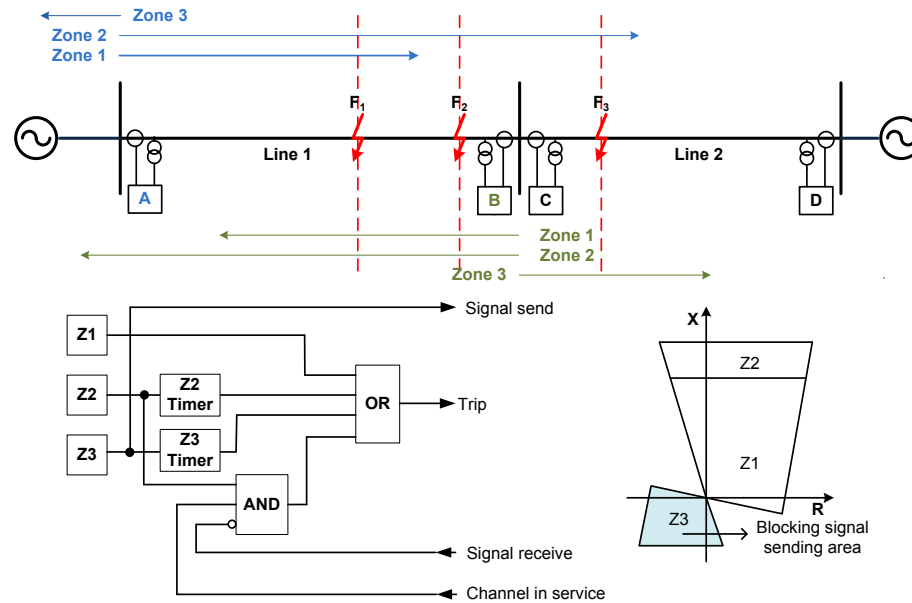 Zone 3
Zone 2
Zone 1
F1
F2
F3
Line 1
Line 2
A
B
C
D
Zone 1
Zone 2
Zone 3
Signal send
Z1
Z2
Z2
Timer
OR
Trip
Z3
Z3
Timer
AND
Signal receive
Channel in service
X
Z2
Z1
R
Z3
Blocking signal
sending area